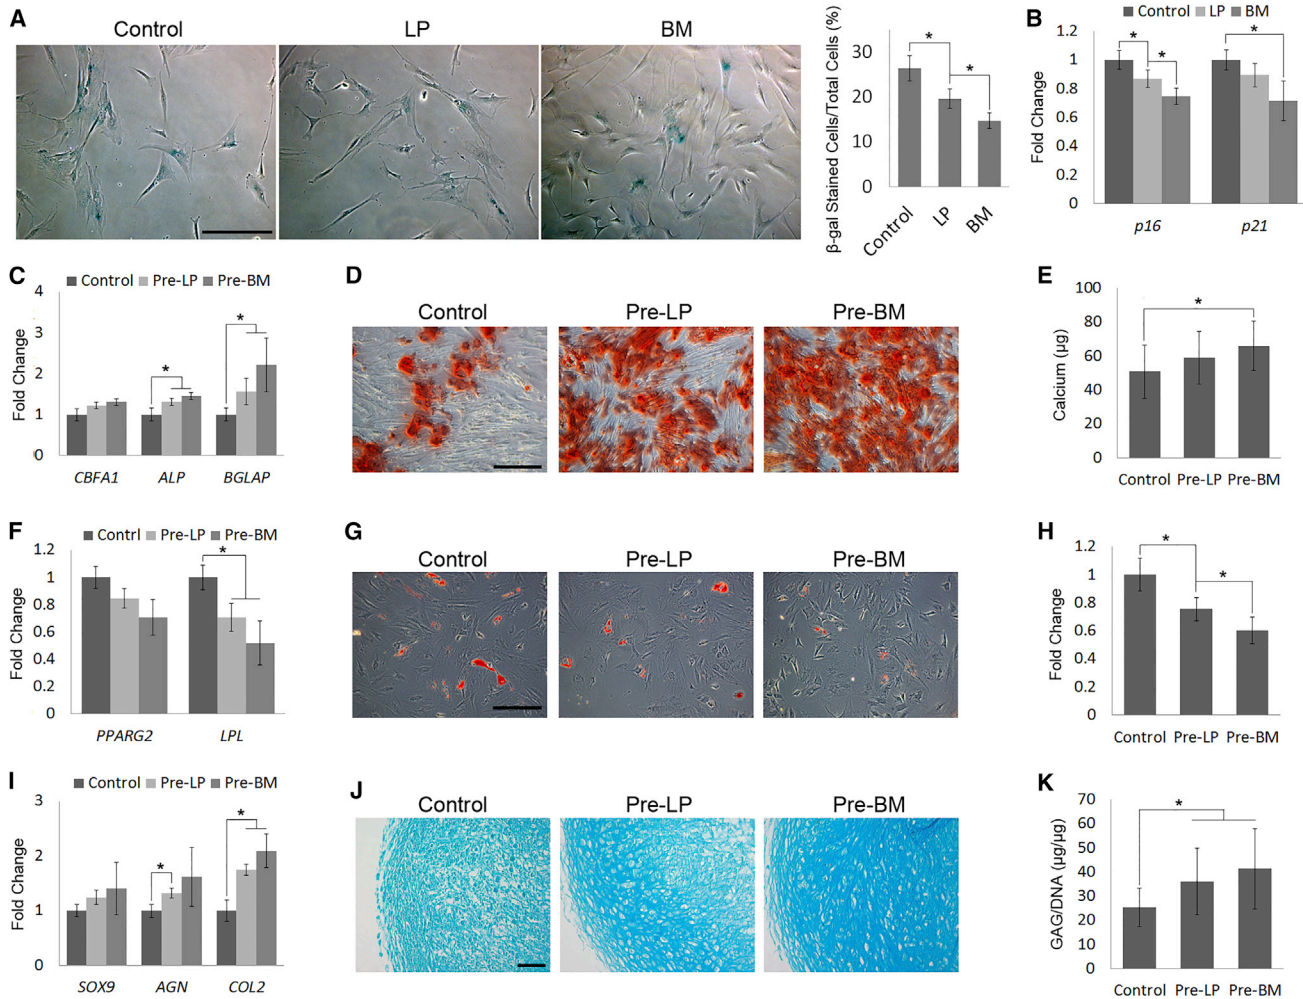 A
Control
LP
BM
β-gal Stained Cells/Total Cells (%)
30
20
10
0
*
*
Control
LP
BM
B
Control LP BM
Fold Change
1.2
1
0.8
0.6
0.4
0.2
0
* * *
p16 p21
C
Control Pre-LP Pre-BM
Fold Change
4
3
2
1
0
*
*
CBFA1 ALP BGLAP
D
Control Pre-LP Pre-BM
E
Calcium (µg)
100
80
60
40
20
0
*
Control Pre-LP Pre-BM
F
Contrl Pre-LP Pre-BM
Fold Change
1.2
1
0.8
0.6
0.4
0.2
0
*
PPARG2 LPL
G
Control Pre-LP Pre-BM
H
Fold Change
1.2
1
0.8
0.6
0.4
0.2
0
*
*
Control Pre-LP Pre-BM
I
Control Pre-LP Pre-BM
Fold Change
3
2
1
0
*
*
SOX9 AGN COL2
J
Control Pre-LP Pre-BM
K
GAG/DNA (µg/µg)
70
60
50
40
30
20
10
0
*
Control Pre-LP Pre-BM